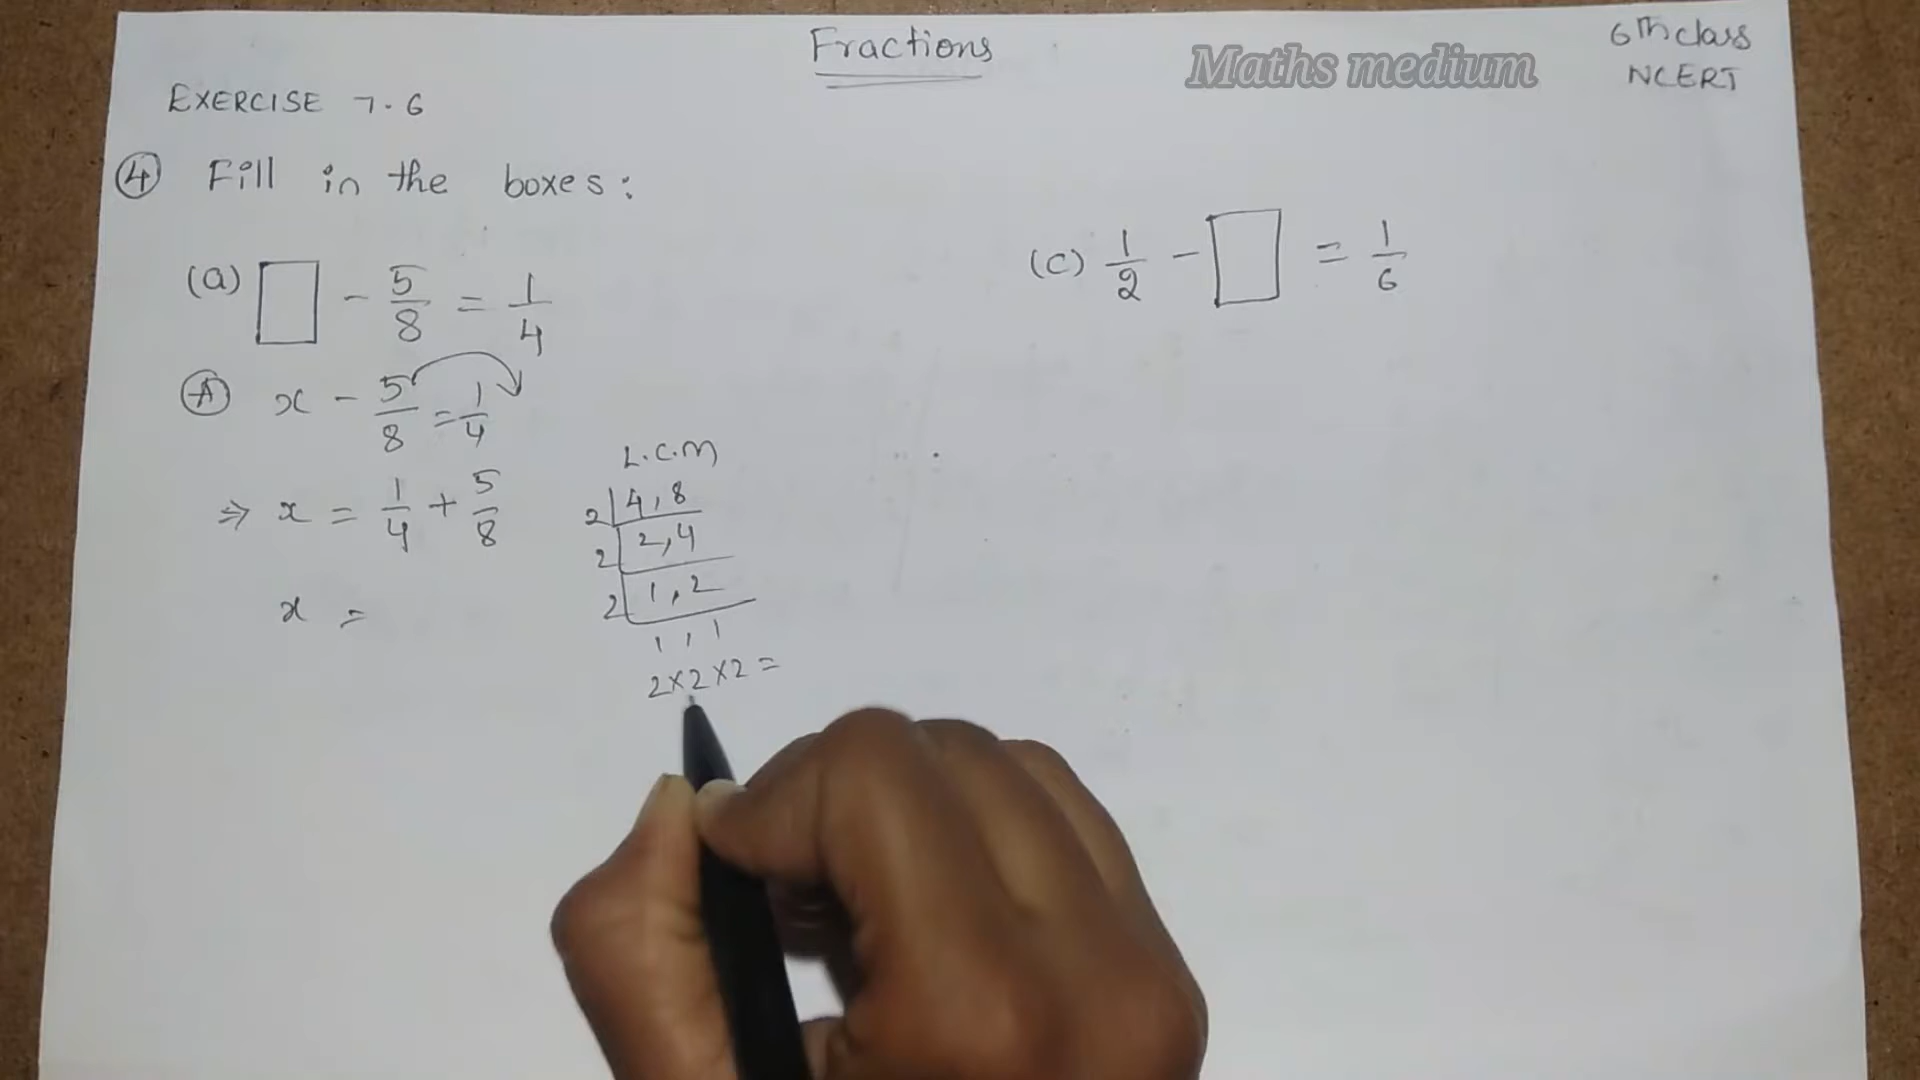 Fractions
Maths medium
6th class
NCERT
EXERCISE 7.6
④ Fill in the boxes:
(a) □ - 5/8 = 1/4
Ⓐ x - 5/8 = 1/4
⇒ x = 1/4 + 5/8
x =
L.C.M
2 | 4, 8
2 | 2, 4
2 | 1, 2
1, 1
2×2×2=
(C) 1/2 - □ = 1/6